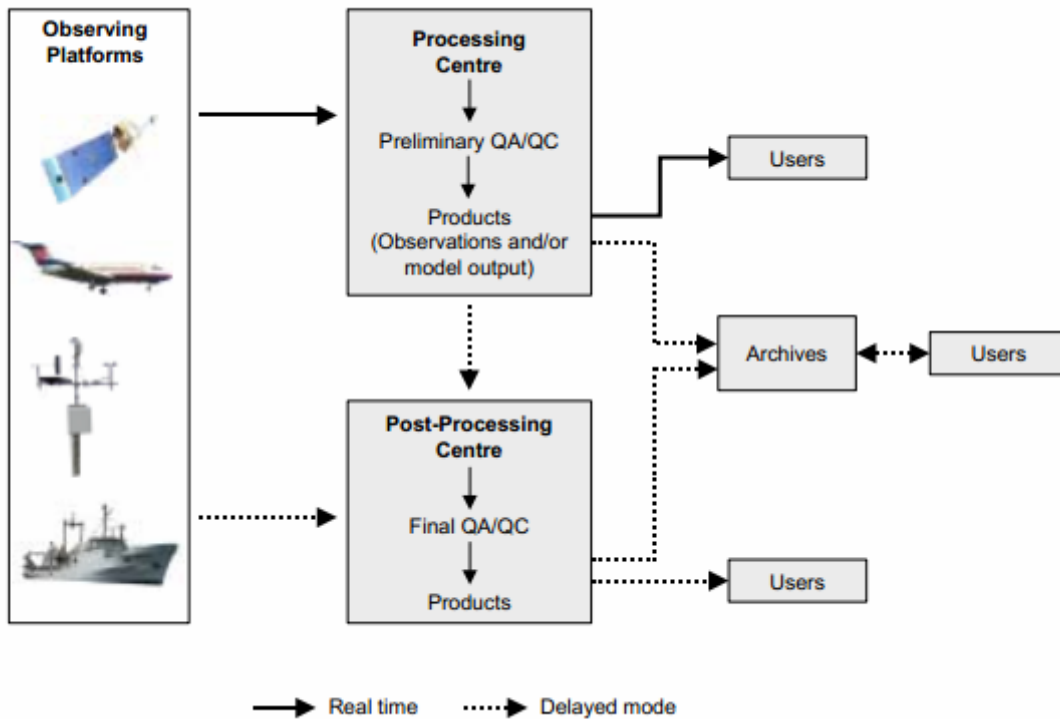 Observing
Platforms
Processing
Centre
Preliminary QA/QC
Products
(Observations and/or
model output)
Users
Archives
Users
Post-Processing
Centre
Final QA/QC
Products
Users
Real time
Delayed mode